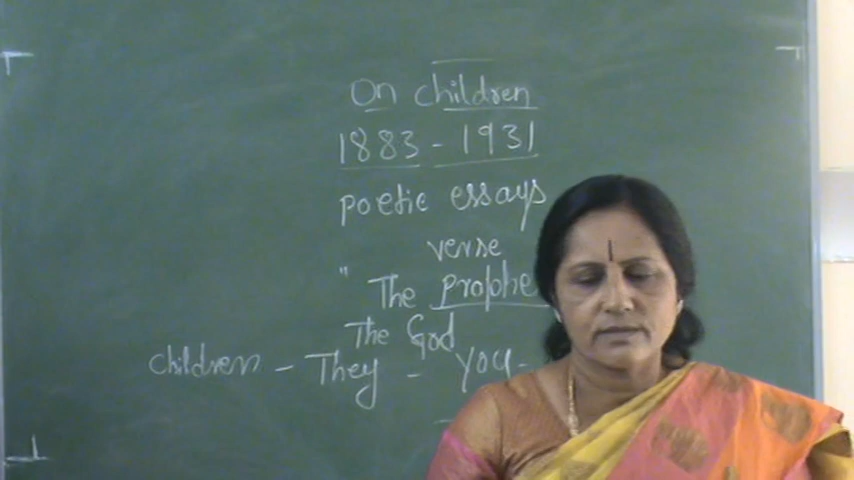 On children
1883 - 1931
poetic essays
verse
" The prophe
The God
children - They - you -